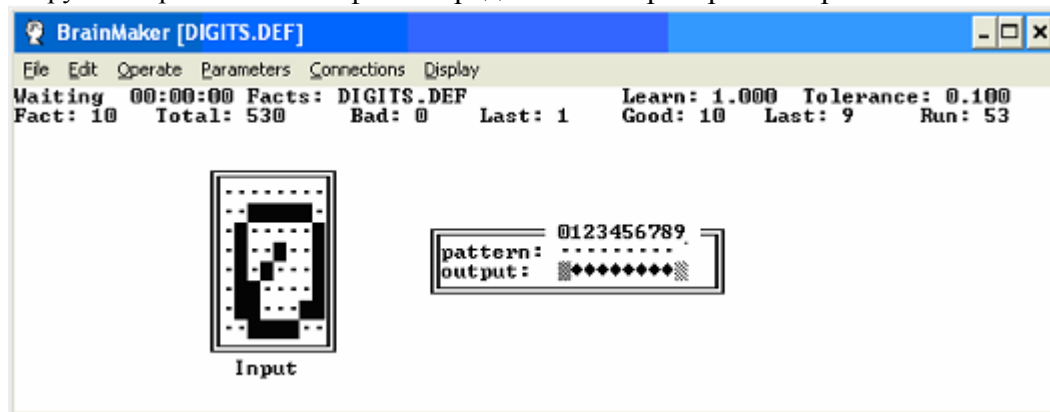 BrainMaker [DIGITS.DEF]
File Edit Operate Parameters Connections Display
Waiting 00:00:00 Facts: DIGITS.DEF Learn: 1.000 Tolerance: 0.100
Fact: 10 Total: 530 Bad: 0 Last: 1 Good: 10 Last: 9 Run: 53
0123456789
pattern:
output:
Input